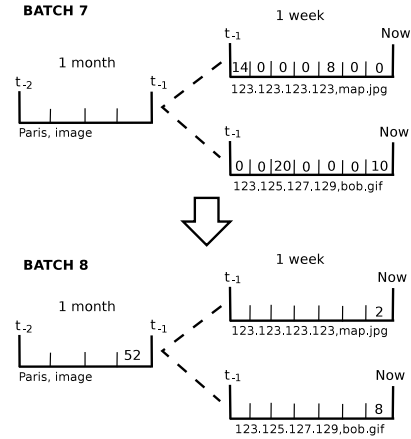 BATCH 7
1 week
t-1
Now
1 month
t-2
t-1
14 0 0 0 8 0 0
123.123.123.123,map.jpg
Paris, image
t-1
Now
0 0 20 0 0 0 10
123.125.127.129,bob.gif
BATCH 8
1 week
t-1
Now
1 month
t-2
t-1
2
123.123.123.123,map.jpg
52
Paris, image
t-1
Now
8
123.125.127.129,bob.gif